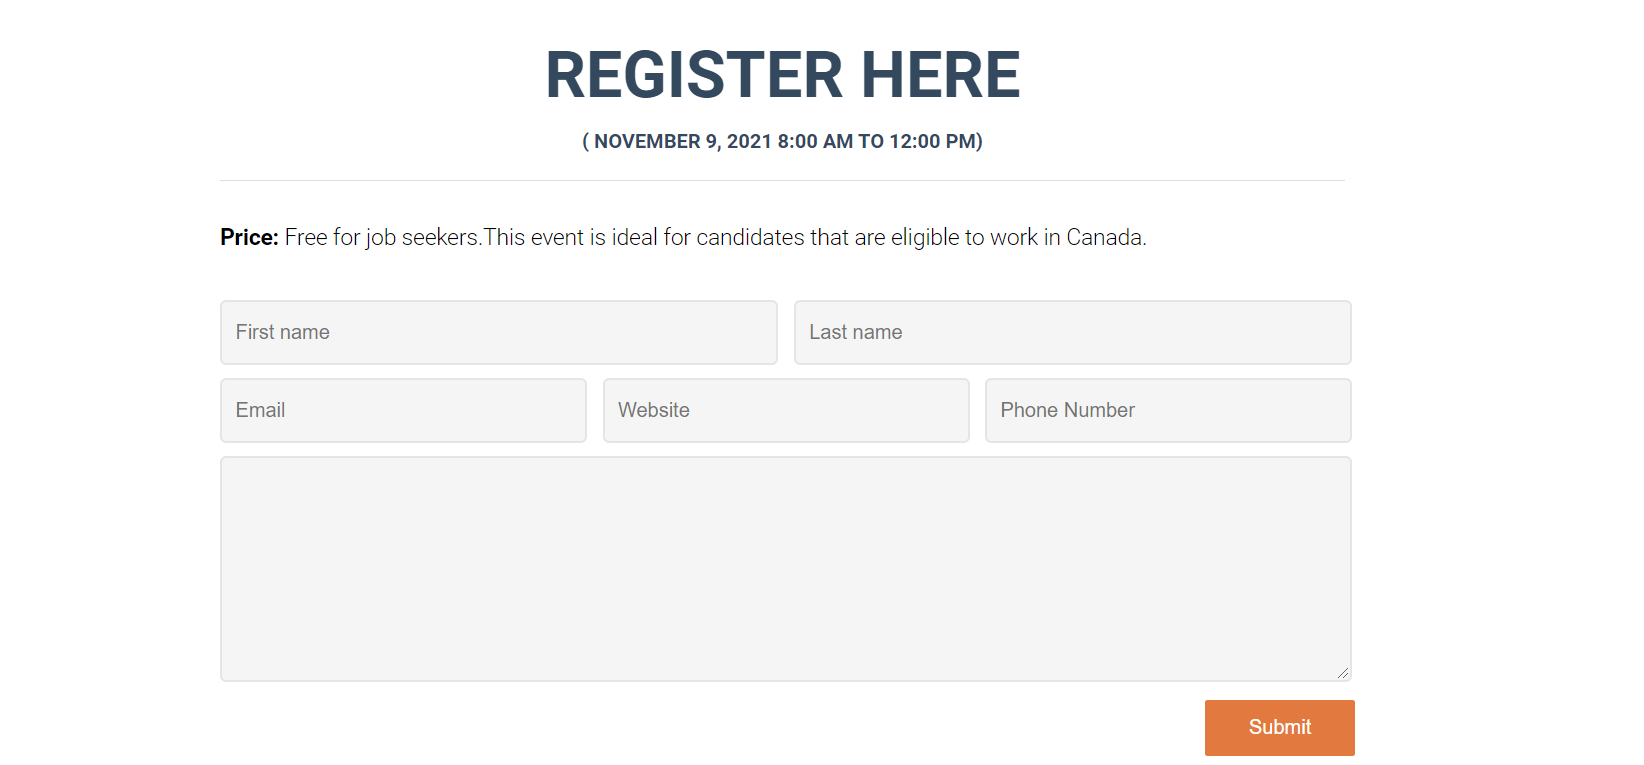 REGISTER HERE
( NOVEMBER 9, 2021 8:00 AM TO 12:00 PM)
Price: Free for job seekers.This event is ideal for candidates that are eligible to work in Canada.
First name
Last name
Email
Website
Phone Number
Submit